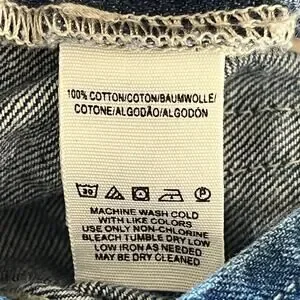 100% COTTON/COTON/BAUMWOLLE/
COTONE/ALGODÃO/ALGODÓN
30 P
MACHINE WASH COLD
WITH LIKE COLORS
USE ONLY NON-CHLORINE
BLEACH TUMBLE DRY LOW
LOW IRON AS NEEDED
MAY BE DRY CLEANED